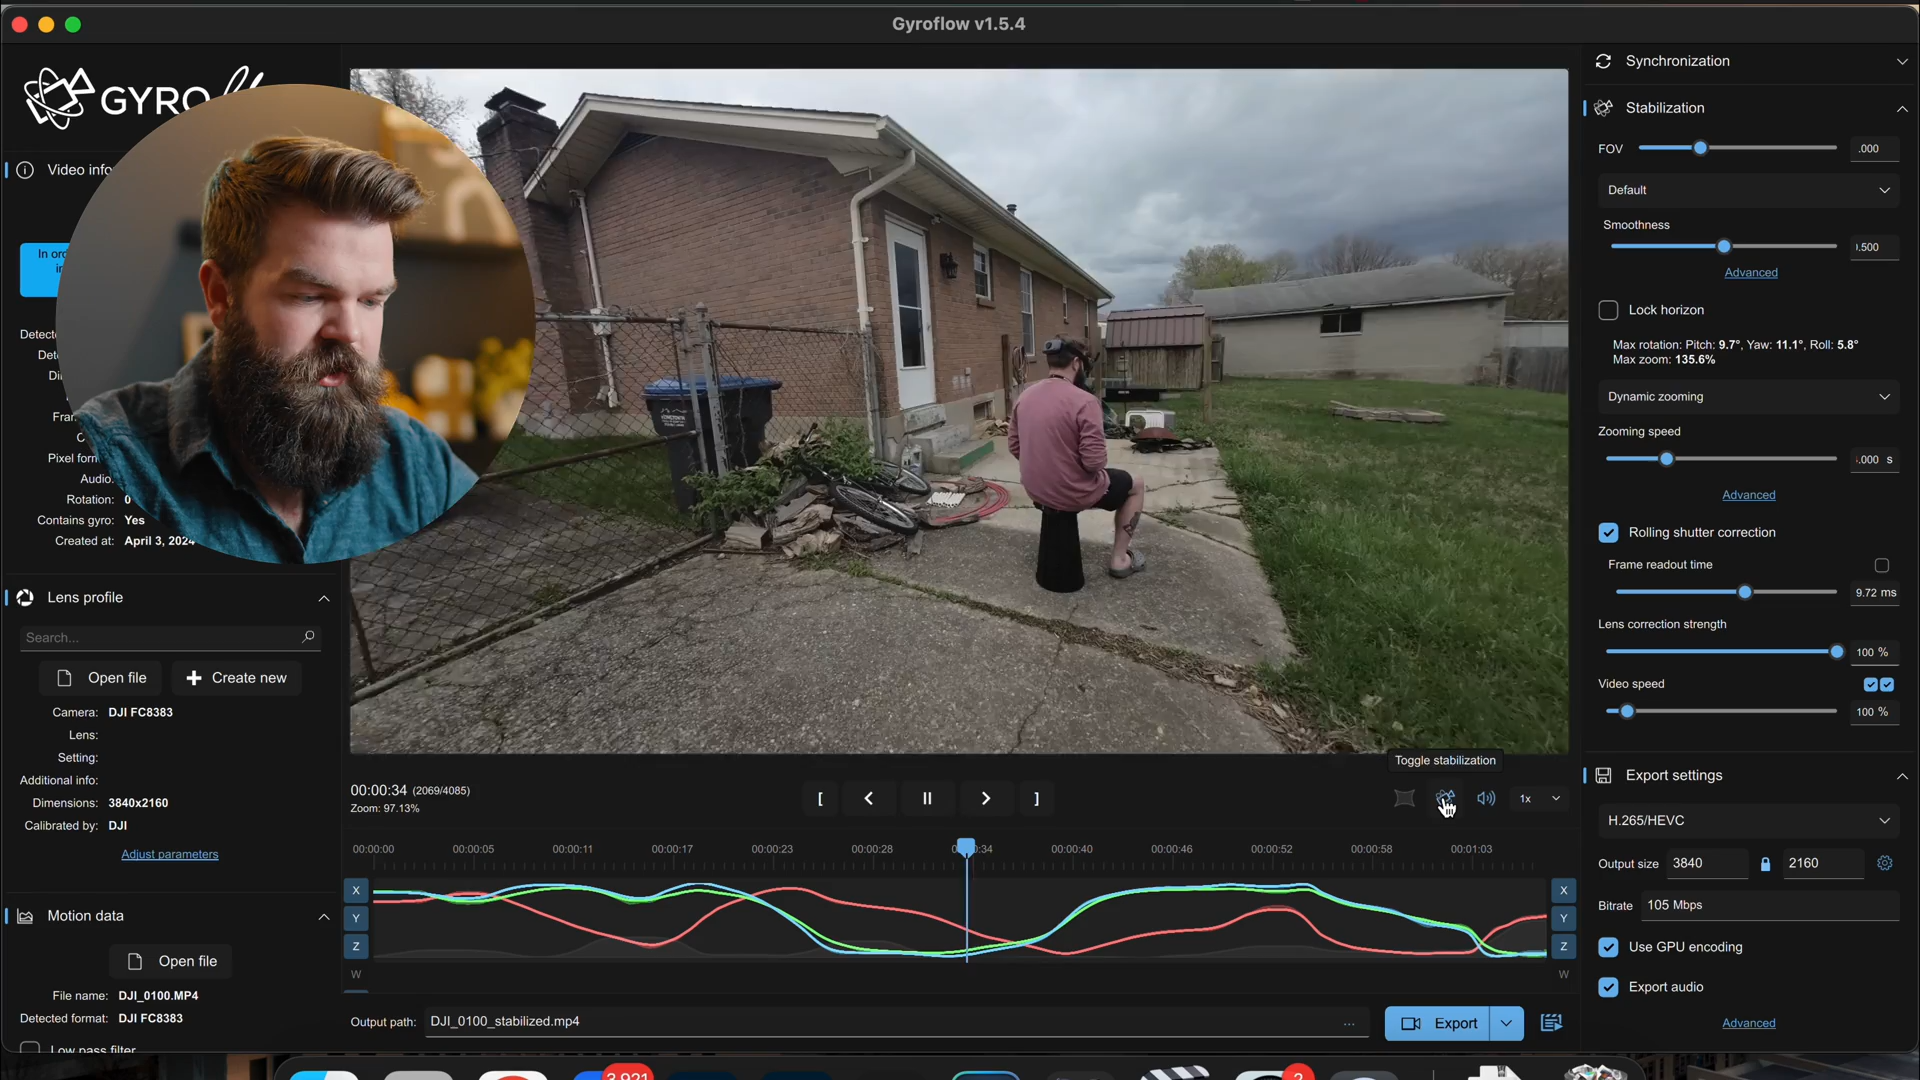 Gyroflow v1.5.4
GYRO
Video info
Rotation: 0
Contains gyro: Yes
Created at: April 3, 2024
Lens profile
Search...
Open file
Create new
Camera: DJI FC8383
Lens:
Setting:
Additional info:
Dimensions: 3840x2160
Calibrated by: DJI
Adjust parameters
Motion data
Open file
File name: DJI_0100.MP4
Detected format: DJI FC8383
Low pass filter
Toggle stabilization
00:00:34 (2069/4085)
Zoom: 97.13%
[
]
1x
00:00:00 00:00:05 00:00:11 00:00:17 00:00:23 00:00:28 :34 00:00:40 00:00:46 00:00:52 00:00:58 00:01:03
X X
Y Y
Z Z
W W
Output path: DJI_0100_stabilized.mp4 ...
Export
Synchronization
Stabilization
FOV .000
Default
Smoothness
.500
Advanced
Lock horizon
Max rotation: Pitch: 9.7°, Yaw: 11.1°, Roll: 5.8°
Max zoom: 135.6%
Dynamic zooming
Zooming speed
.000 s
Advanced
Rolling shutter correction
Frame readout time
9.72 ms
Lens correction strength
100 %
Video speed
100 %
Export settings
H.265/HEVC
Output size 3840 2160
Bitrate 105 Mbps
Use GPU encoding
Export audio
Advanced
3,921
2